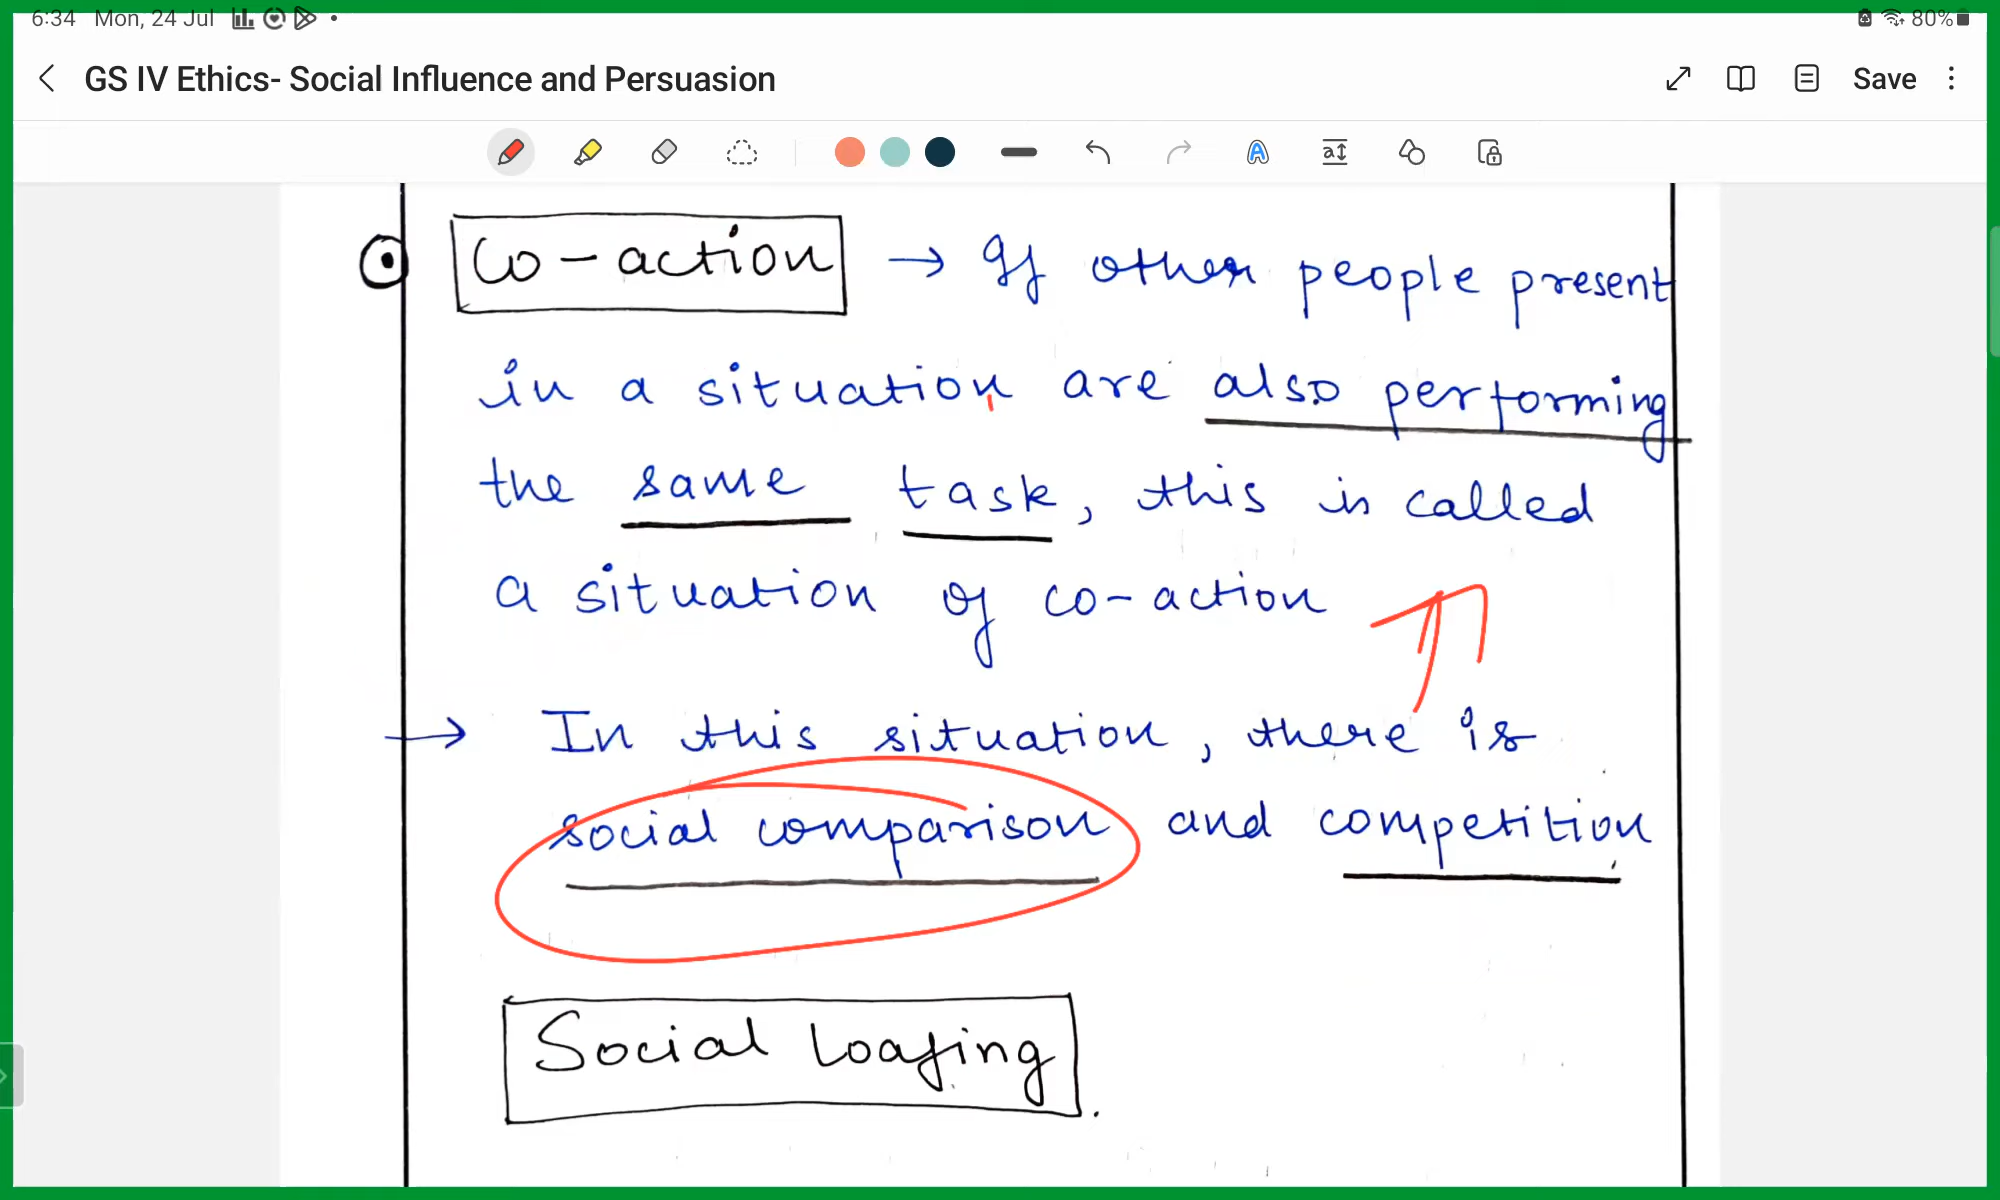 6:34 Mon, 24 Jul 80%
GS IV Ethics- Social Influence and Persuasion Save
Co-action → If other people present
in a situation are also performing
the same task, this is called
a situation of co-action
→ In this situation, there is
social comparison and competition
Social Loafing.